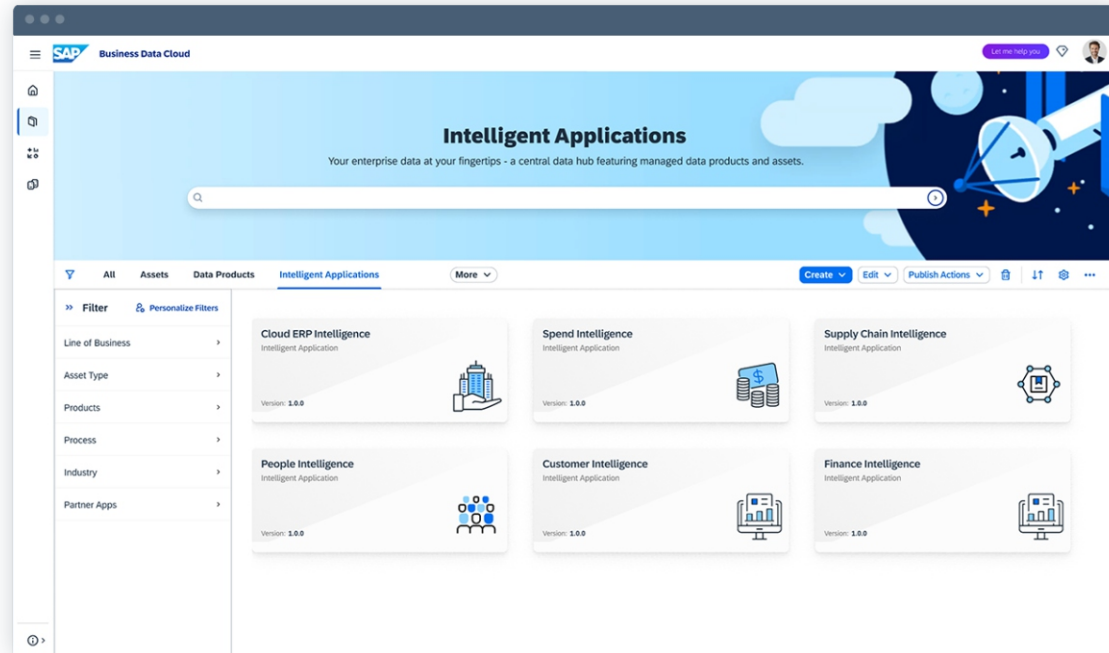 SAP Business Data Cloud
Let me help you
Intelligent Applications
Your enterprise data at your fingertips - a central data hub featuring managed data products and assets.
All Assets Data Products Intelligent Applications More Create Edit Publish Actions
Filter Personalize Filters
Line of Business
Asset Type
Products
Process
Industry
Partner Apps
Cloud ERP Intelligence
Intelligent Application
Version: 1.0.0
Spend Intelligence
Intelligent Application
$
Version: 1.0.0
Supply Chain Intelligence
Intelligent Application
Version: 1.0.0
People Intelligence
Intelligent Application
Version: 1.0.0
Customer Intelligence
Intelligent Application
Version: 1.0.0
Finance Intelligence
Intelligent Application
Version: 1.0.0